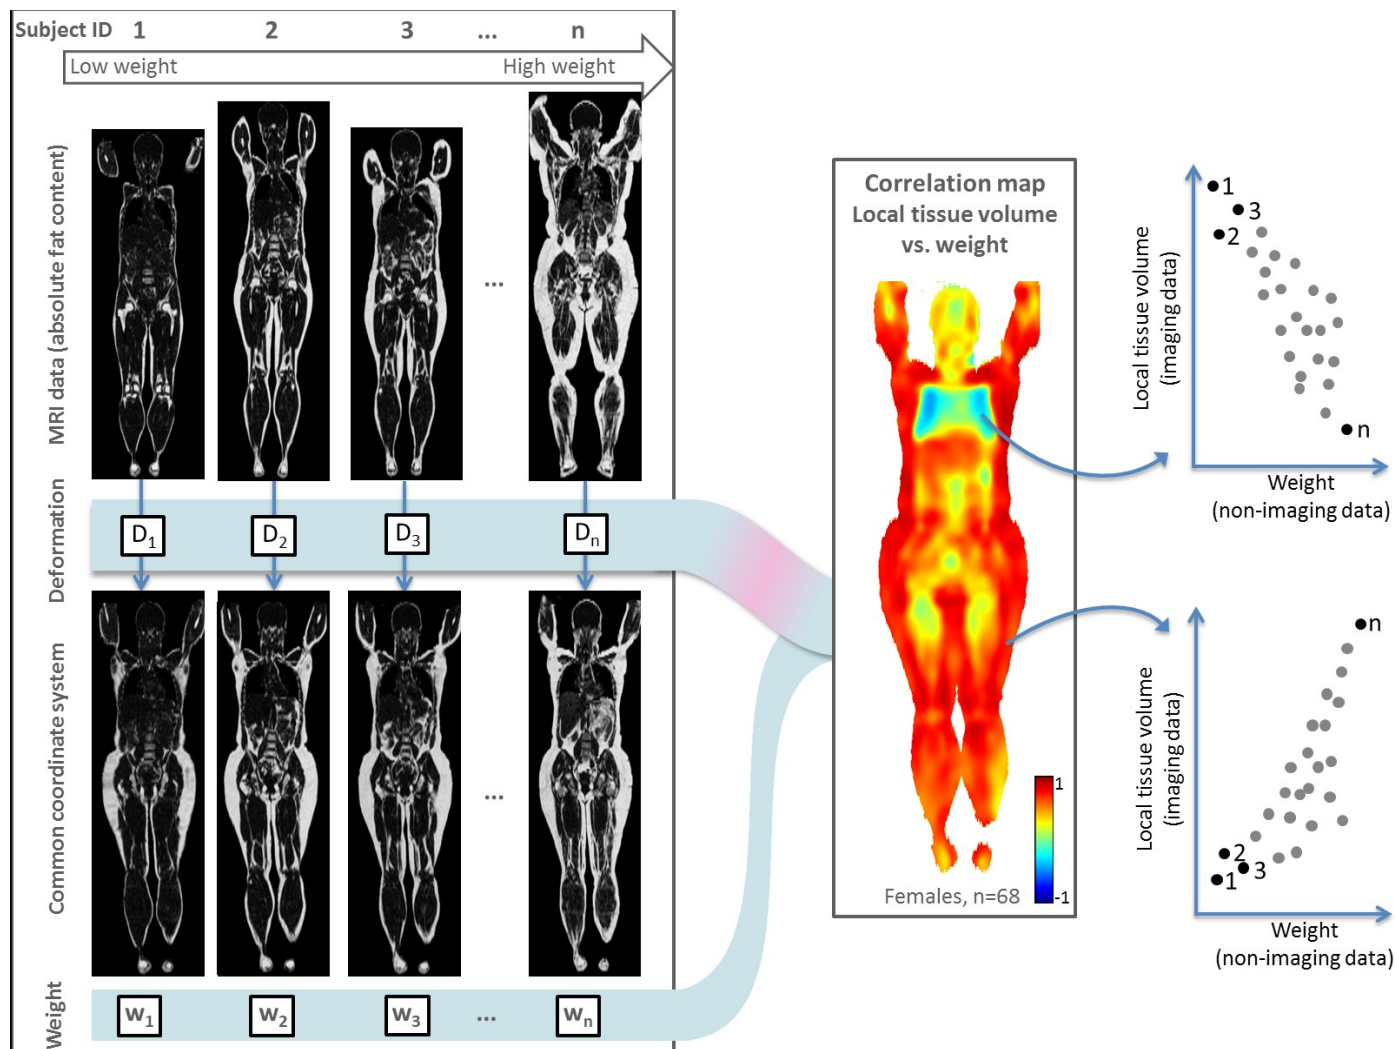 Subject ID 1 2 3 ... n
Low weight High weight
MRI data (absolute fat content)
...
Deformation
D1 D2 D3 Dn
Common coordinate system
...
Weight
w1 w2 w3 ... wn
Correlation map
Local tissue volume
vs. weight
1
-1
Females, n=68
Local tissue volume
(imaging data)
1
3
2
n
Weight
(non-imaging data)
Local tissue volume
(imaging data)
n
2
3
1
Weight
(non-imaging data)